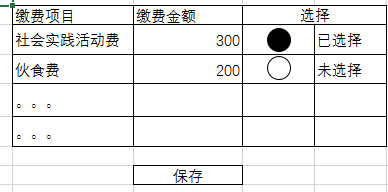 缴费项目 缴费金额 选择
社会实践活动费 300 已选择
伙食费 200 未选择
。。。
。。。
保存